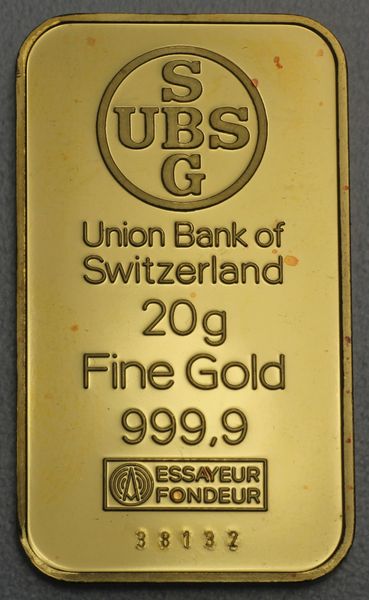 S
UBS
G
Union Bank of
Switzerland
20g
Fine Gold
999,9
ESSAYEUR
FONDEUR
38132